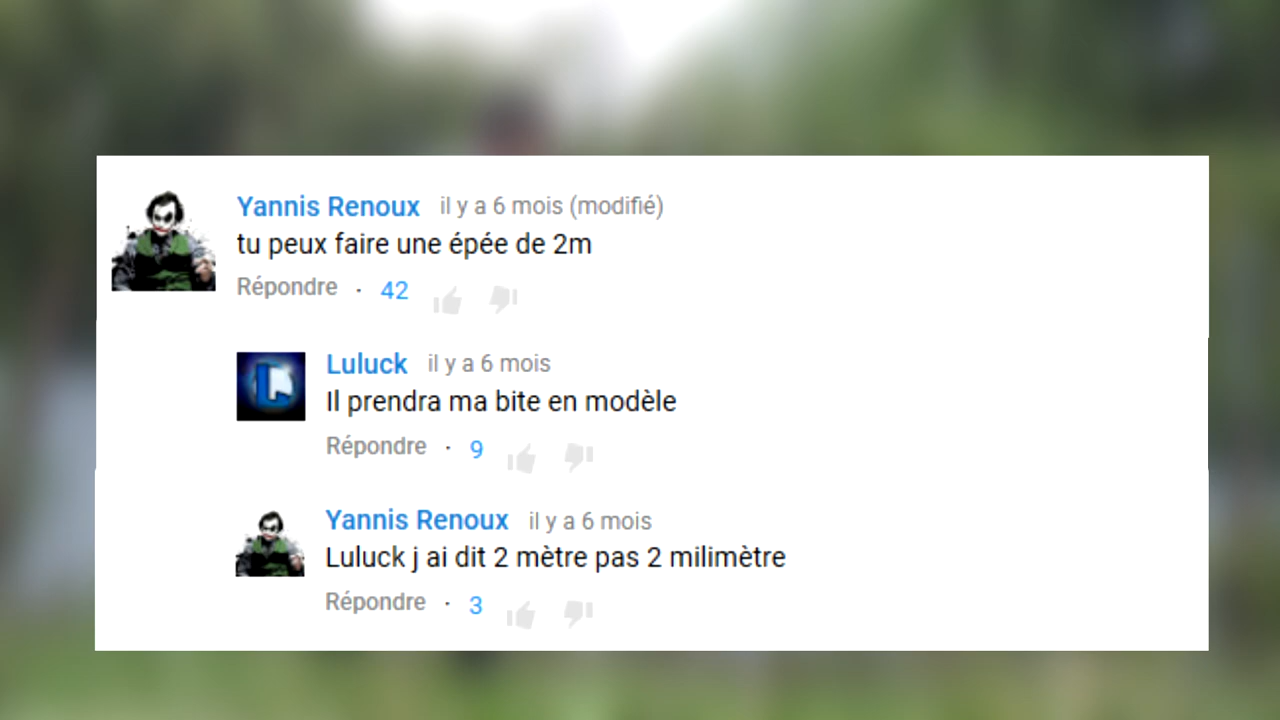 Yannis Renoux il y a 6 mois (modifié)
tu peux faire une épée de 2m
Répondre · 42
Luluck il y a 6 mois
Il prendra ma bite en modèle
Répondre · 9
Yannis Renoux il y a 6 mois
Luluck j ai dit 2 mètre pas 2 milimètre
Répondre · 3